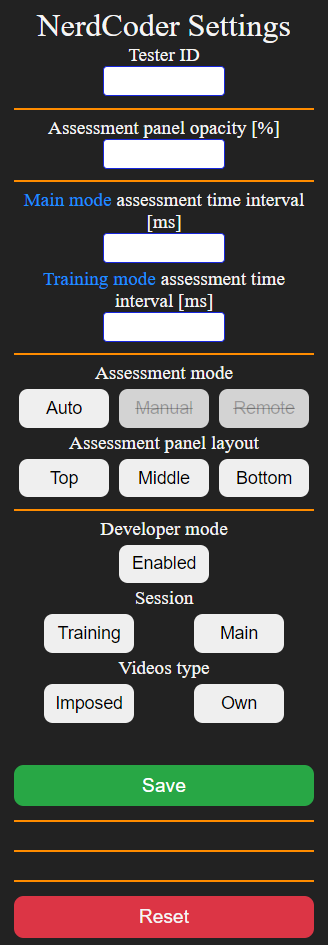 NerdCoder Settings
Tester ID
Assessment panel opacity [%]
Main mode assessment time interval
[ms]
Training mode assessment time
interval [ms]
Assessment mode
Auto Manual Remote
Assessment panel layout
Top Middle Bottom
Developer mode
Enabled
Session
Training Main
Videos type
Imposed Own
Save
Reset